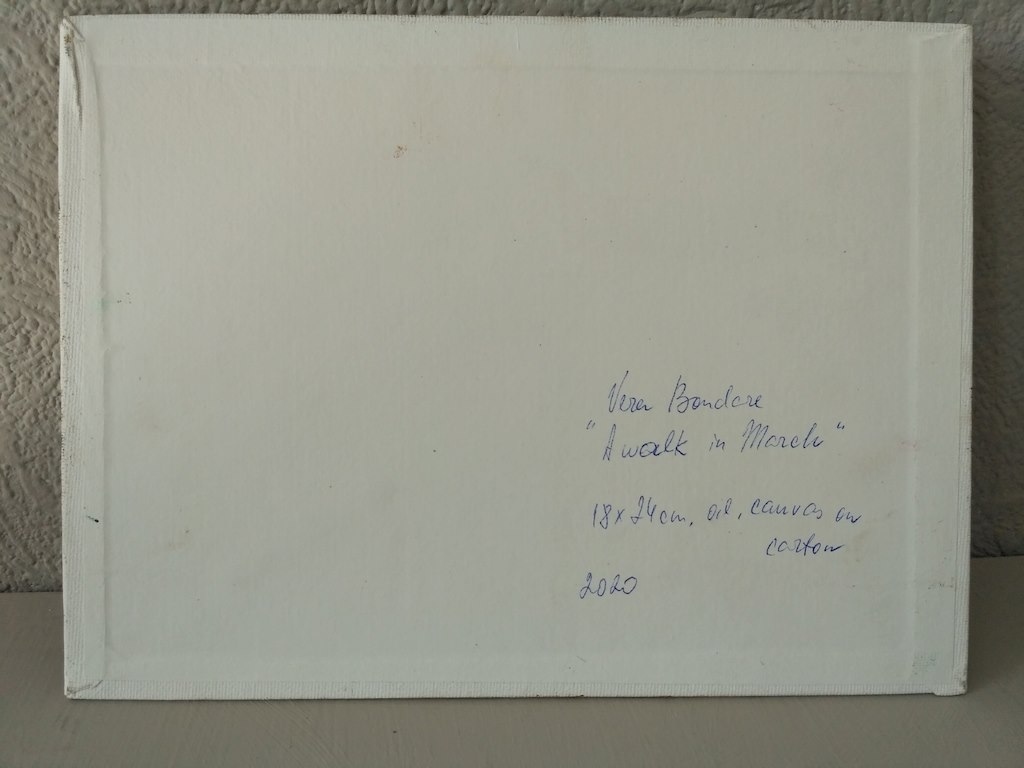 Vera Bondare
"A walk in March"
18x24cm, oil, canvas on
carton
2020